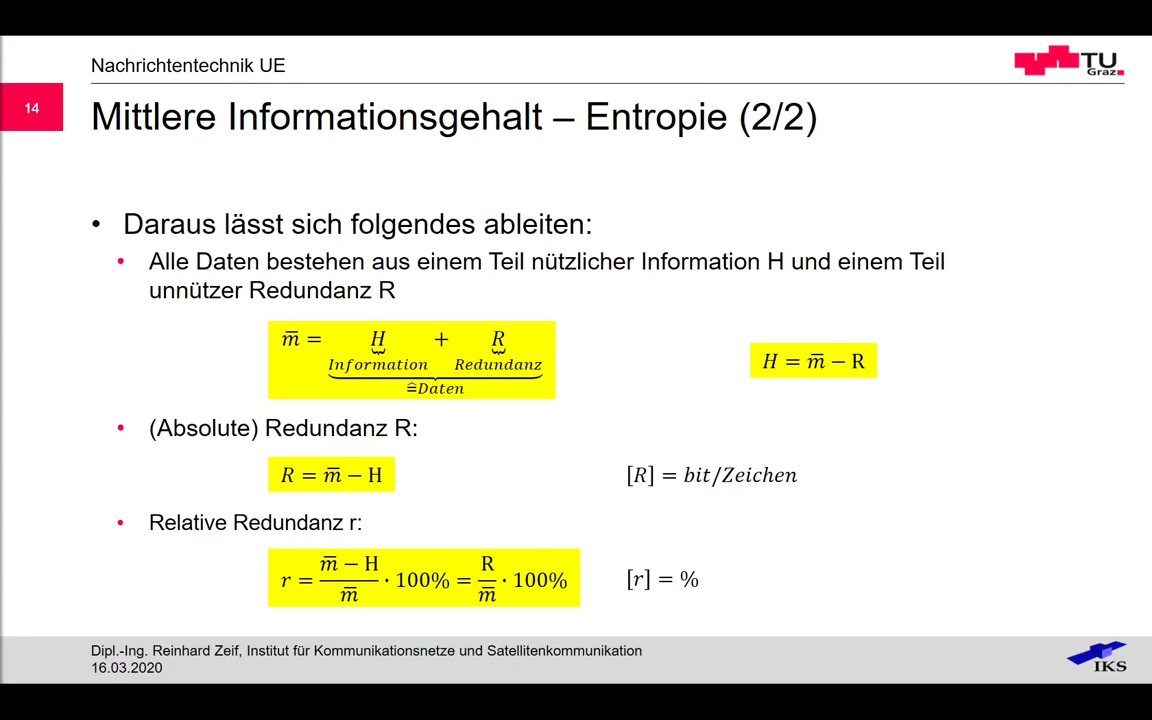 Nachrichtentechnik UE
TU
Graz
14
Mittlere Informationsgehalt – Entropie (2/2)
• Daraus lässt sich folgendes ableiten:
• Alle Daten bestehen aus einem Teil nützlicher Information H und einem Teil
unnützer Redundanz R
m̅ = H + R
Information Redundanz
≙Daten
H = m̅ − R
• (Absolute) Redundanz R:
R = m̅ − H
[R] = bit/Zeichen
• Relative Redundanz r:
r = (m̅ − H)/m̅ · 100% = R/m̅ · 100%
[r] = %
Dipl.-Ing. Reinhard Zeif, Institut für Kommunikationsnetze und Satellitenkommunikation
16.03.2020
IKS